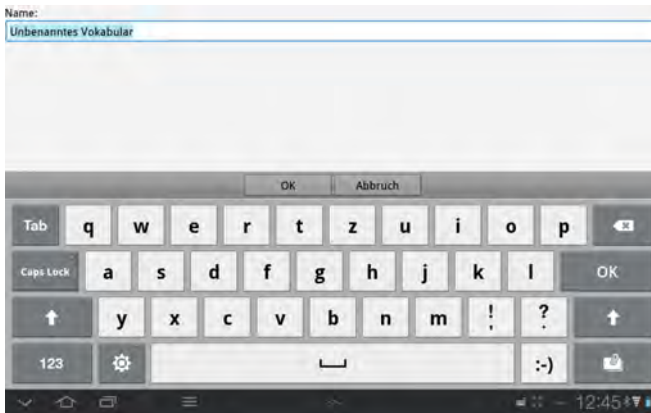 Name:
Unbenanntes Vokabular
OK Abbruch
Tab q w e r t z u i o p
Caps Lock a s d f g h j k l OK
y x c v b n m ! , ? .
123 :-)
12:45